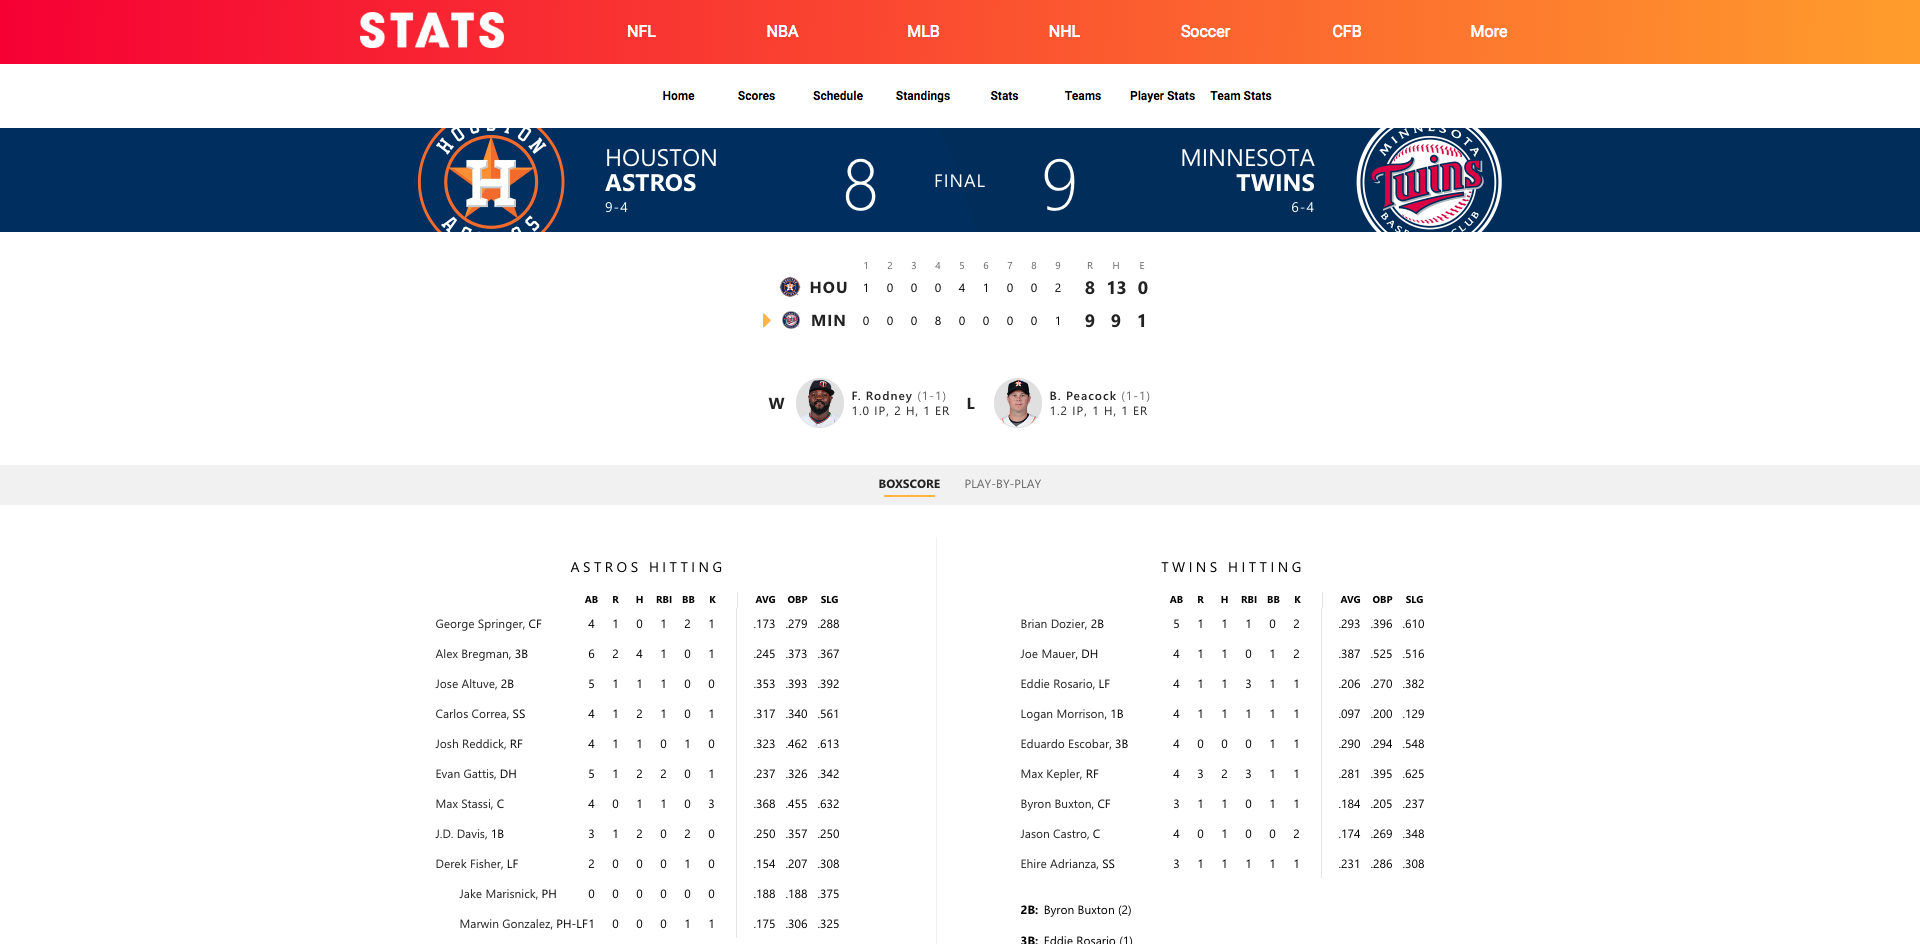 STATS NFL NBA MLB NHL Soccer CFB More
Home Scores Schedule Standings Stats Teams Player Stats Team Stats
HOUSTON ASTROS
HOUSTON
ASTROS
9-4
8 FINAL 9
MINNESOTA
TWINS
6-4
MINNESOTA Twins BASEBALL CLUB
1 2 3 4 5 6 7 8 9 R H E
HOU 1 0 0 0 4 1 0 0 2 8 13 0
MIN 0 0 0 8 0 0 0 0 1 9 9 1
W F. Rodney (1-1)
1.0 IP, 2 H, 1 ER
L B. Peacock (1-1)
1.2 IP, 1 H, 1 ER
BOXSCORE PLAY-BY-PLAY
ASTROS HITTING
AB R H RBI BB K AVG OBP SLG
George Springer, CF 4 1 0 1 2 1 .173 .279 .288
Alex Bregman, 3B 6 2 4 1 0 1 .245 .373 .367
Jose Altuve, 2B 5 1 1 1 0 0 .353 .393 .392
Carlos Correa, SS 4 1 2 1 0 1 .317 .340 .561
Josh Reddick, RF 4 1 1 0 1 0 .323 .462 .613
Evan Gattis, DH 5 1 2 2 0 1 .237 .326 .342
Max Stassi, C 4 0 1 1 0 3 .368 .455 .632
J.D. Davis, 1B 3 1 2 0 2 0 .250 .357 .250
Derek Fisher, LF 2 0 0 0 1 0 .154 .207 .308
Jake Marisnick, PH 0 0 0 0 0 0 .188 .188 .375
Marwin Gonzalez, PH-LF 1 0 0 0 1 1 .175 .306 .325
TWINS HITTING
AB R H RBI BB K AVG OBP SLG
Brian Dozier, 2B 5 1 1 1 0 2 .293 .396 .610
Joe Mauer, DH 4 1 1 0 1 2 .387 .525 .516
Eddie Rosario, LF 4 1 1 3 1 1 .206 .270 .382
Logan Morrison, 1B 4 1 1 1 1 1 .097 .200 .129
Eduardo Escobar, 3B 4 0 0 0 1 1 .290 .294 .548
Max Kepler, RF 4 3 2 3 1 1 .281 .395 .625
Byron Buxton, CF 3 1 1 0 1 1 .184 .205 .237
Jason Castro, C 4 0 1 0 0 2 .174 .269 .348
Ehire Adrianza, SS 3 1 1 1 1 1 .231 .286 .308
2B: Byron Buxton (2)
3B: Eddie Rosario (1)